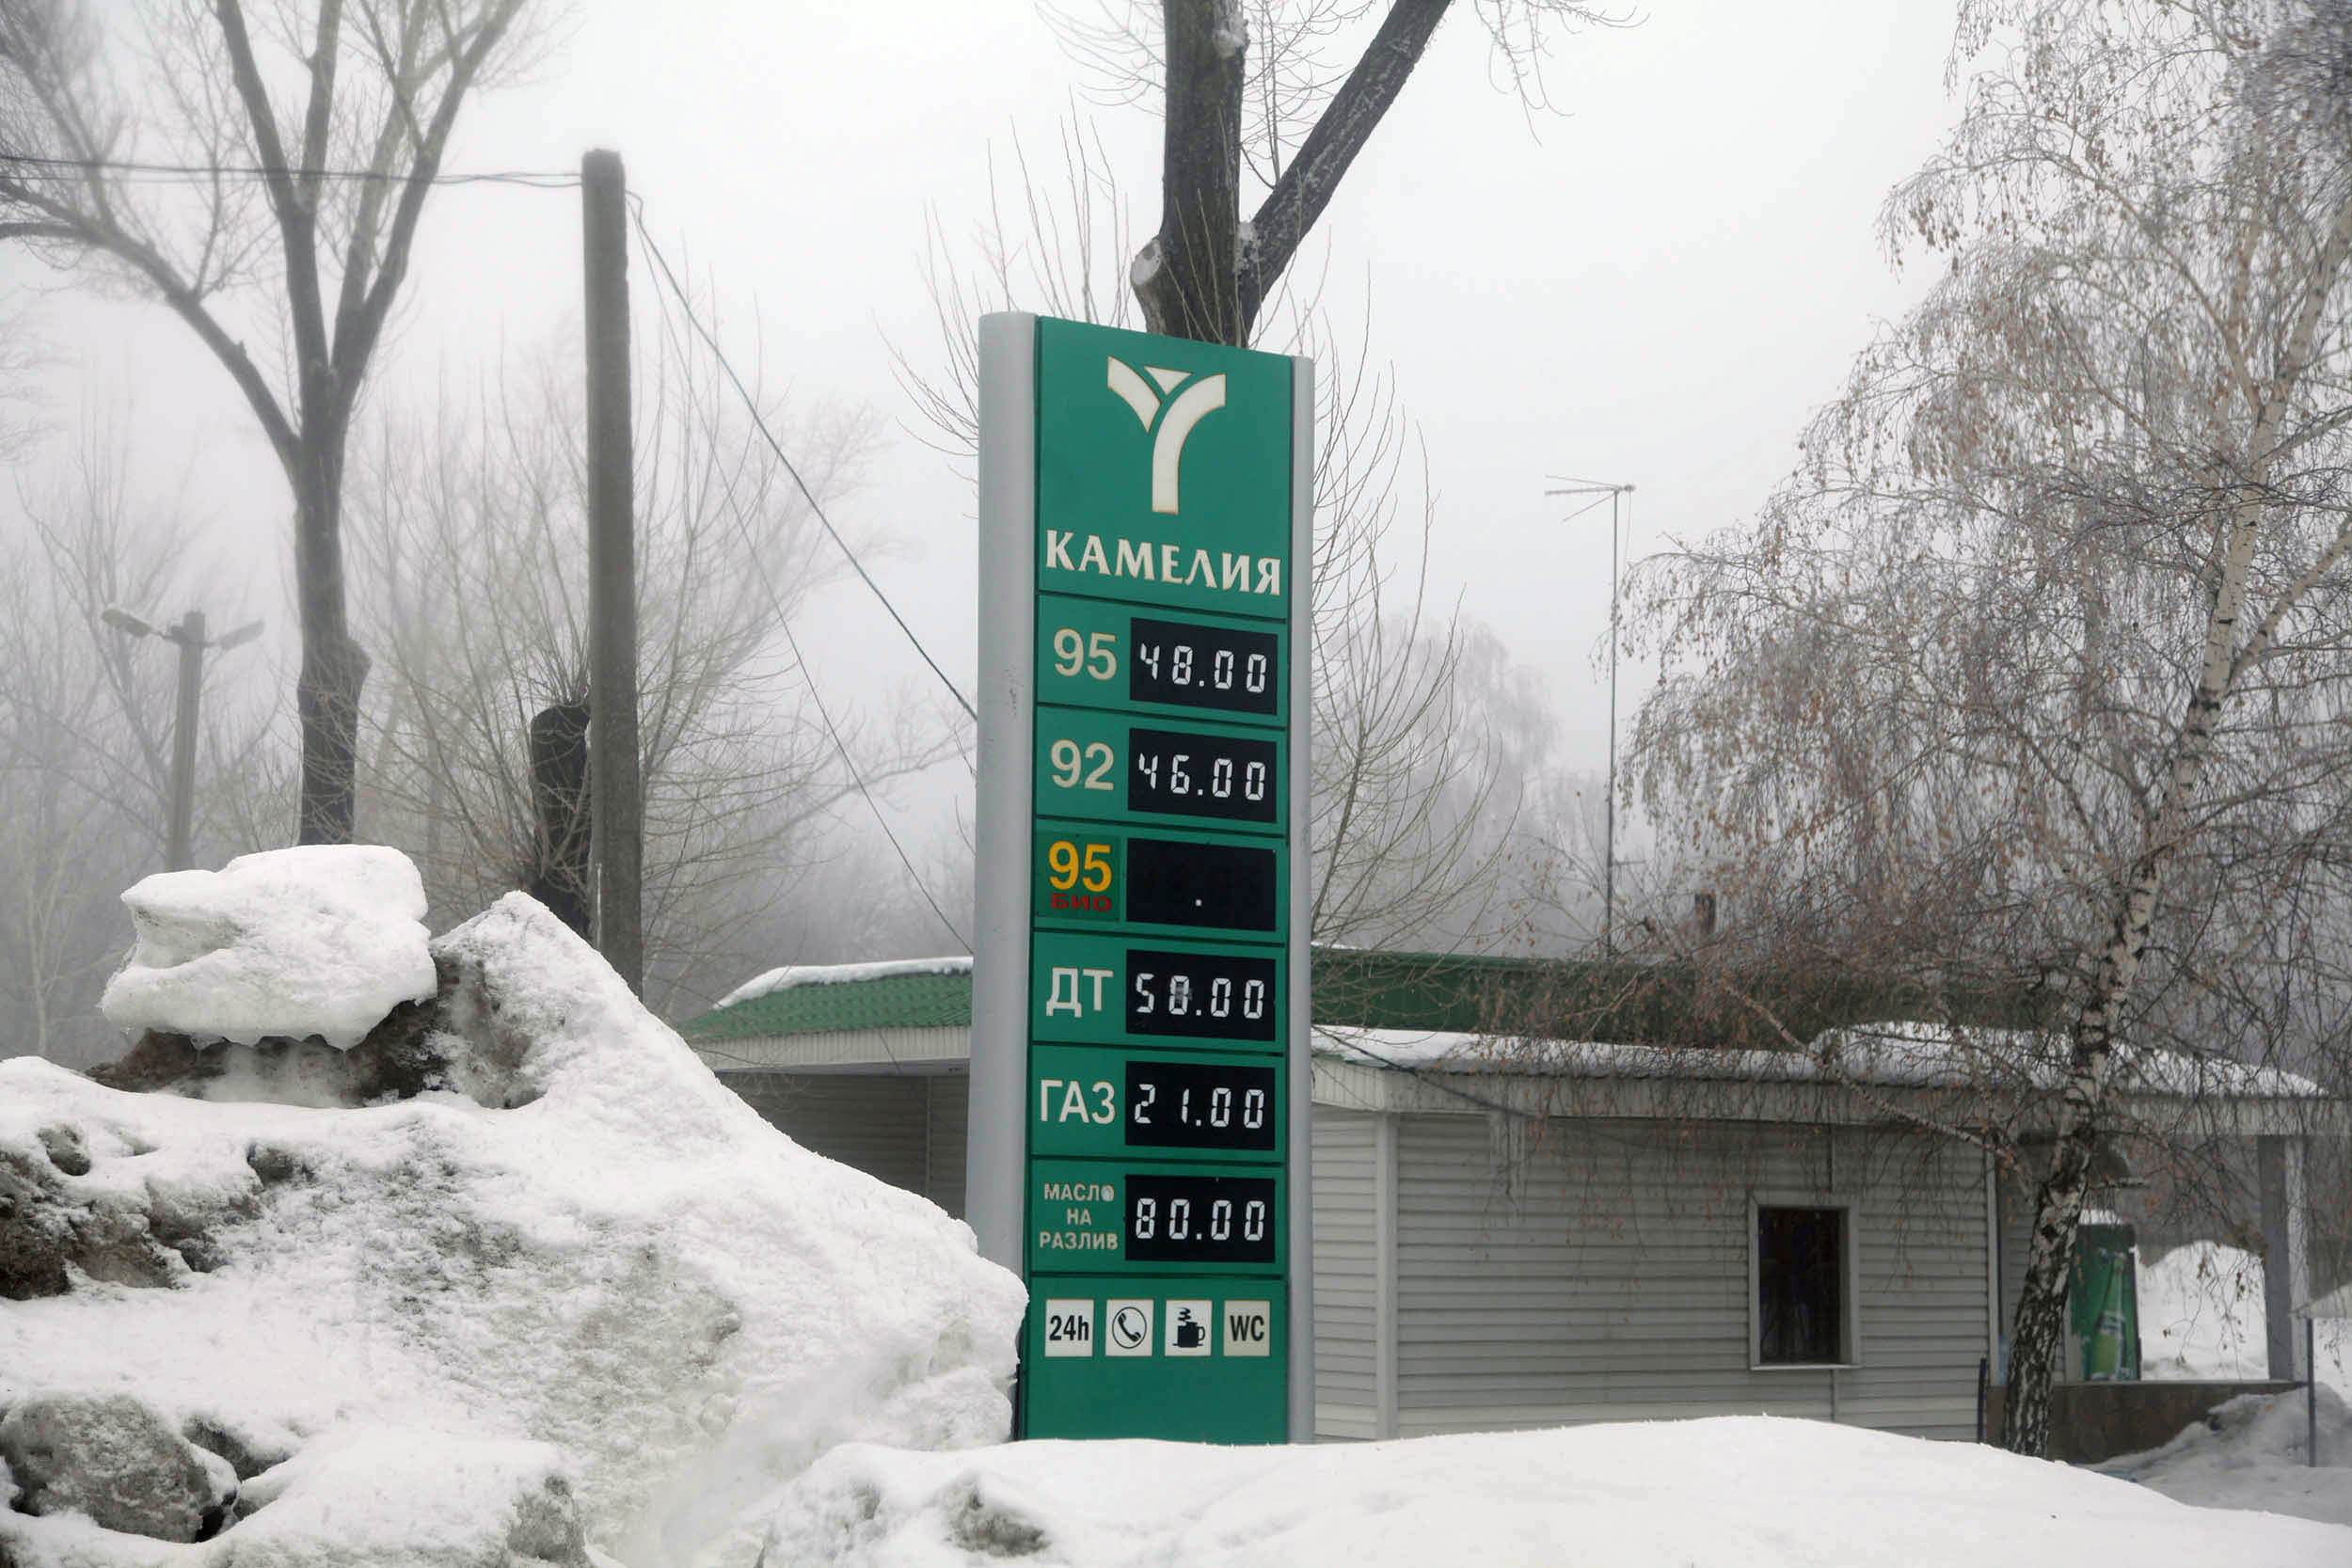 КАМЕЛИЯ
95 48.00
92 46.00
95 .
БИО
ДТ 58.00
ГАЗ 21.00
МАСЛО
НА
РАЗЛИВ
80.00
24h WC